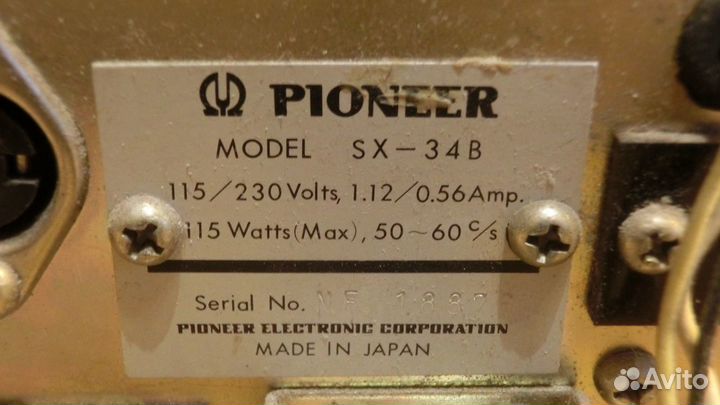 PIONEER
MODEL SX-34B
115/230 Volts, 1.12/0.56 Amp.
115 Watts (Max), 50~60 c/s
Serial No.
PIONEER ELECTRONIC CORPORATION
MADE IN JAPAN
Avito